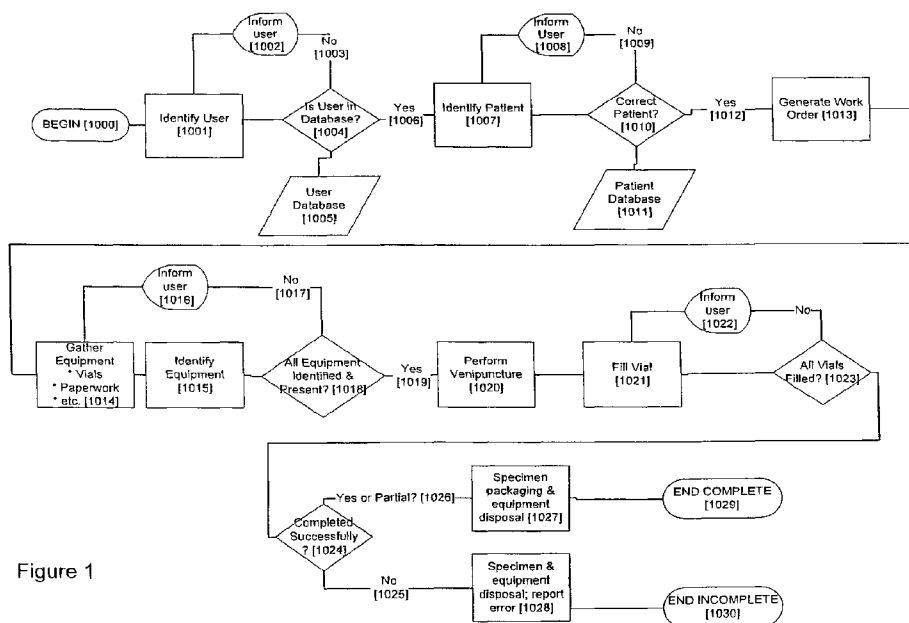 Inform
user
[1002]
No
[1003]
Inform
User
[1008]
No
[1009]
BEGIN [1000]
Identify User
[1001]
Is User in
Database?
[1004]
Yes
[1006]
Identify Patient
[1007]
Correct
Patient?
[1010]
Yes
[1012]
Generate Work
Order [1013]
User
Database
[1005]
Patient
Database
[1011]
Inform
user
[1016]
No
[1017]
Inform
user
[1022]
No
Gather
Equipment
* Vials
* Paperwork
* etc. [1014]
Identify
Equipment
[1015]
All Equipment
Identified &
Present? [1018]
Yes
[1019]
Perform
Venipuncture
[1020]
Fill Vial
[1021]
All Vials
Filled? [1023]
Yes or Partial? [1026]
Specimen
packaging &
equipment
disposal [1027]
END COMPLETE
[1029]
Completed
Successfully
? [1024]
No
[1025]
Specimen &
equipment
disposal; report
error [1028]
END INCOMPLETE
[1030]
Figure 1